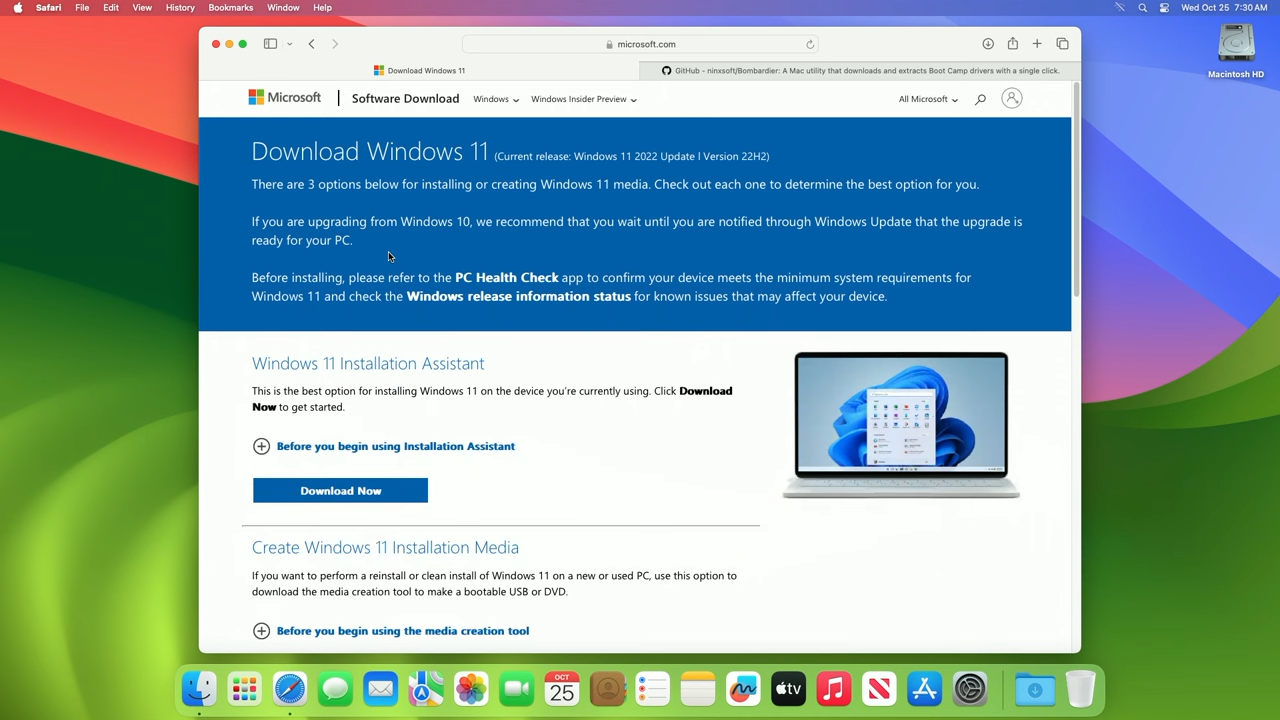 Safari File Edit View History Bookmarks Window Help Wed Oct 25 7:30 AM
microsoft.com
Download Windows 11
GitHub - ninxsoft/Bombardier: A Mac utility that downloads and extracts Boot Camp drivers with a single click.
Microsoft Software Download Windows Windows Insider Preview All Microsoft
Macintosh HD
Download Windows 11 (Current release: Windows 11 2022 Update l Version 22H2)
There are 3 options below for installing or creating Windows 11 media. Check out each one to determine the best option for you.
If you are upgrading from Windows 10, we recommend that you wait until you are notified through Windows Update that the upgrade is
ready for your PC.
Before installing, please refer to the PC Health Check app to confirm your device meets the minimum system requirements for
Windows 11 and check the Windows release information status for known issues that may affect your device.
Windows 11 Installation Assistant
This is the best option for installing Windows 11 on the device you're currently using. Click Download
Now to get started.
Before you begin using Installation Assistant
Download Now
Create Windows 11 Installation Media
If you want to perform a reinstall or clean install of Windows 11 on a new or used PC, use this option to
download the media creation tool to make a bootable USB or DVD.
Before you begin using the media creation tool
OCT
25
tv